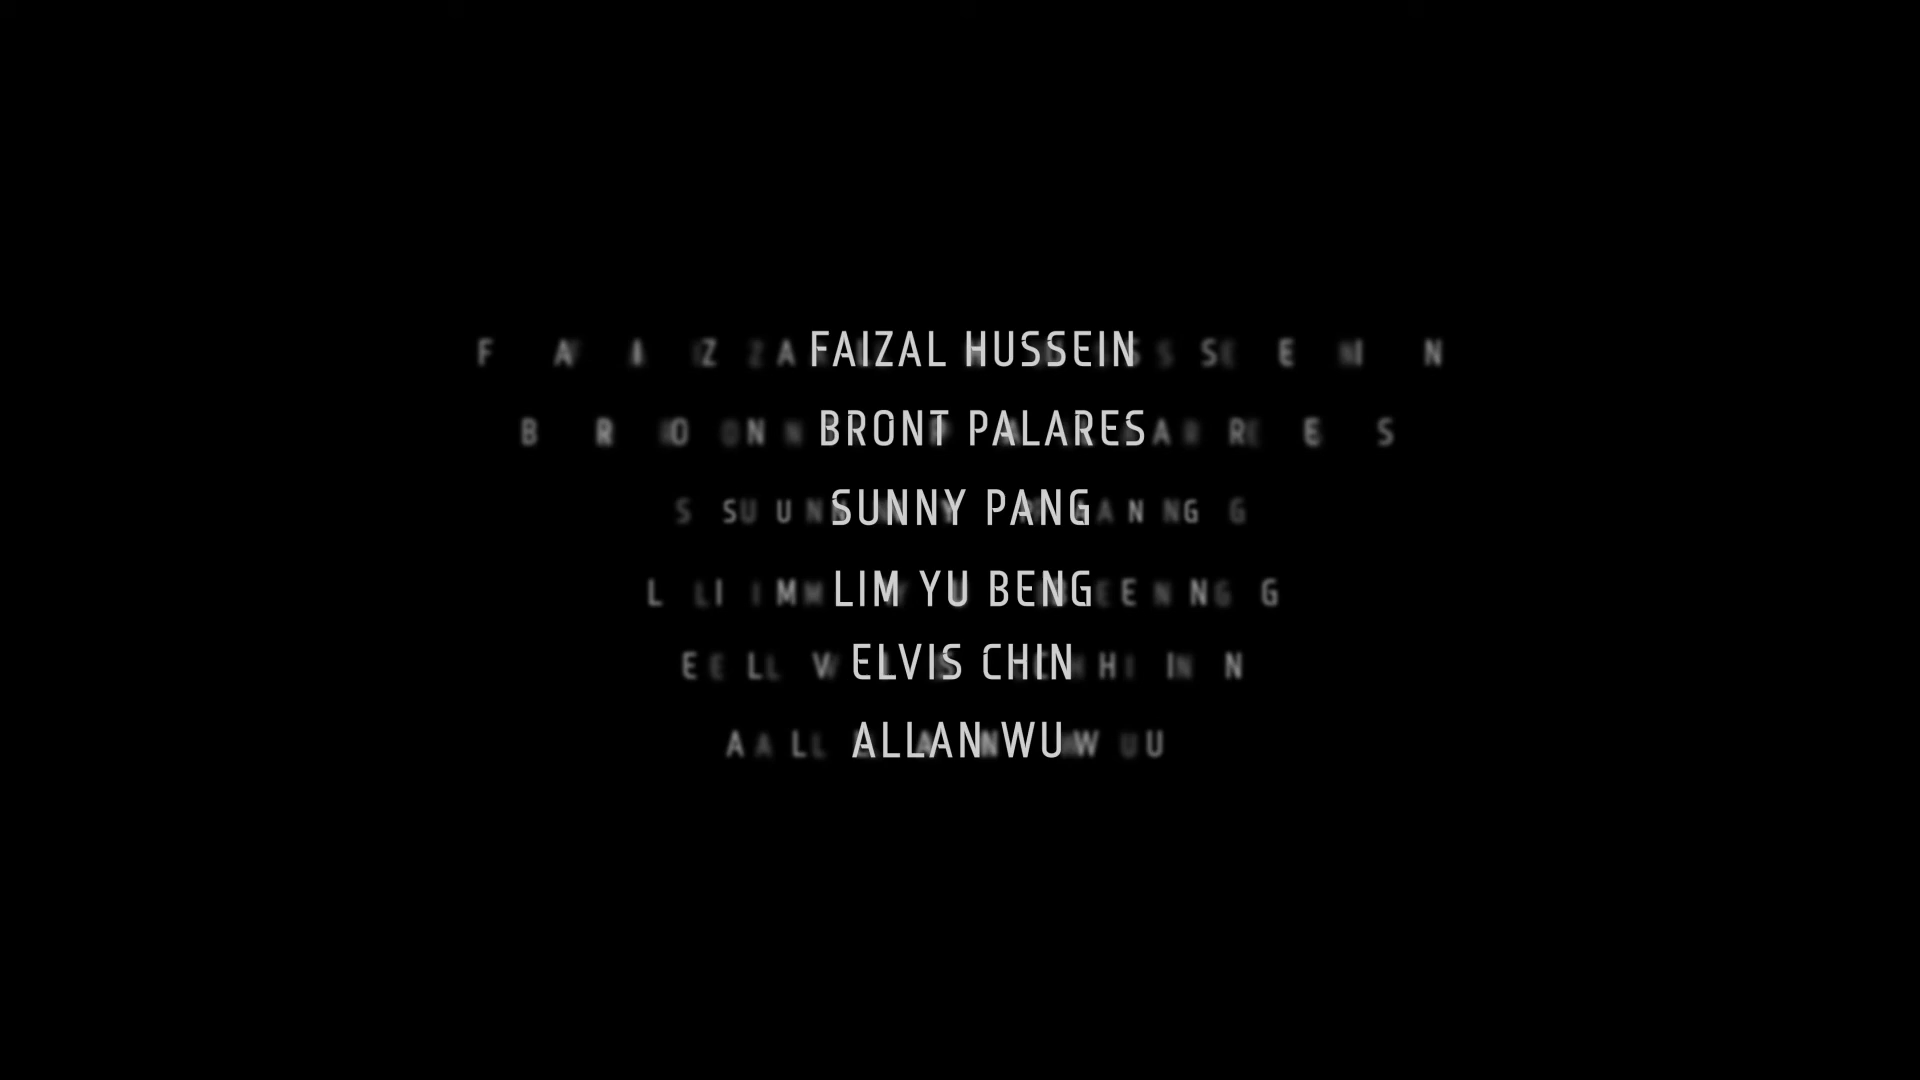 FAIZAL HUSSEIN
BRONT PALARES
SUNNY PANG
LIM YU BENG
ELVIS CHIN
ALLAN WU